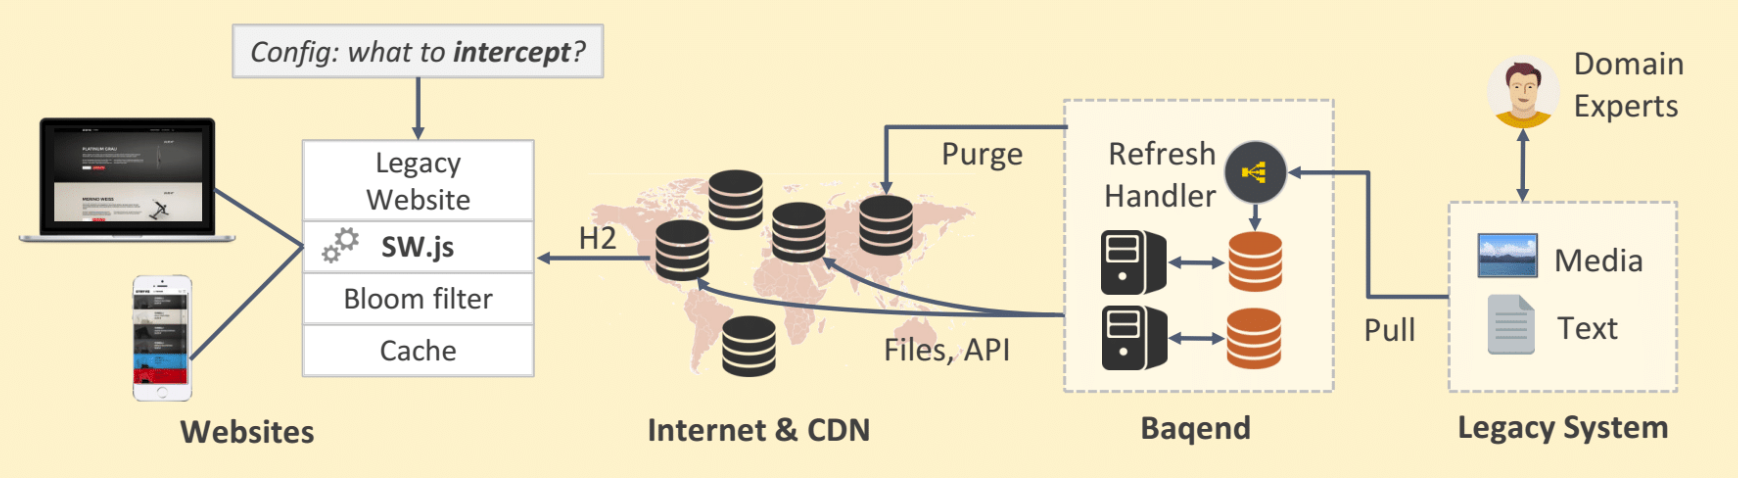 Config: what to intercept?
Legacy
Website
SW.js
Bloom filter
Cache
Websites
H2
Internet & CDN
Purge
Files, API
Refresh
Handler
Baqend
Pull
Domain
Experts
Media
Text
Legacy System